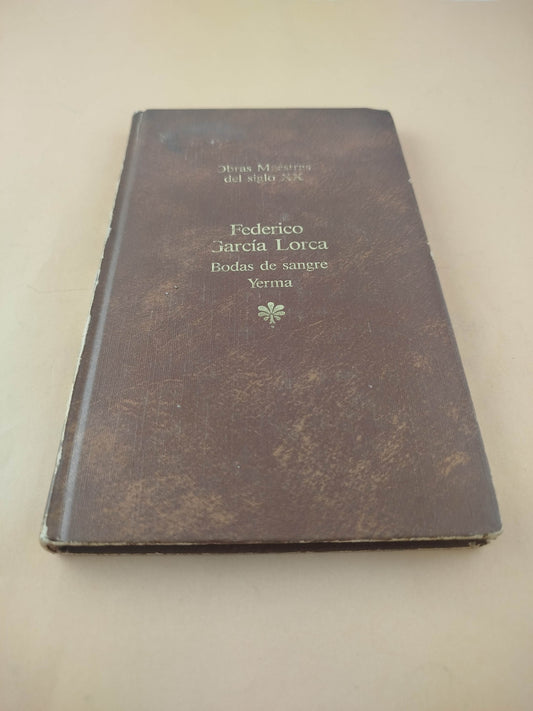 Obras Maestras
del siglo XX
Federico
García Lorca
Bodas de sangre
Yerma